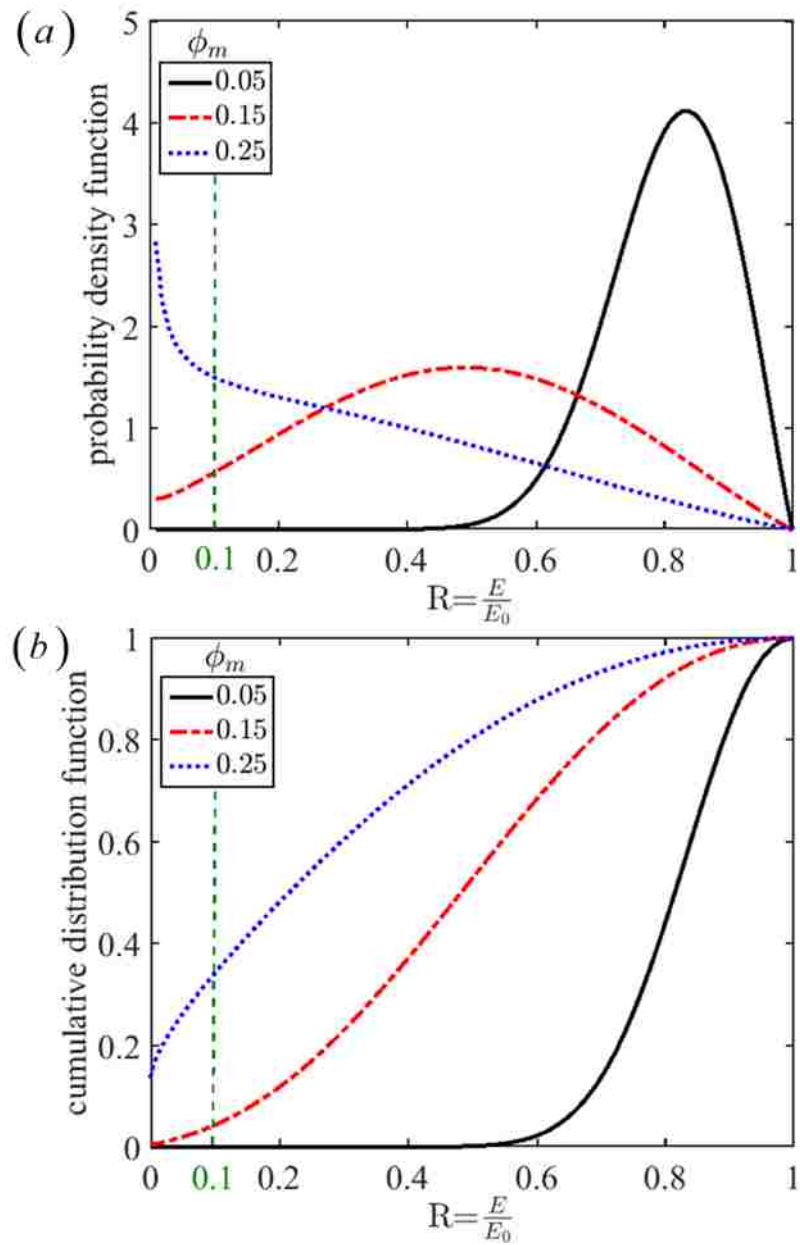 (a)
ϕm
0.05
0.15
0.25
probability density function
5
4
3
2
1
0
0 0.1 0.2 0.4 0.6 0.8 1
R=E/E0
(b)
ϕm
0.05
0.15
0.25
cumulative distribution function
1
0.8
0.6
0.4
0.2
0
0 0.1 0.2 0.4 0.6 0.8 1
R=E/E0